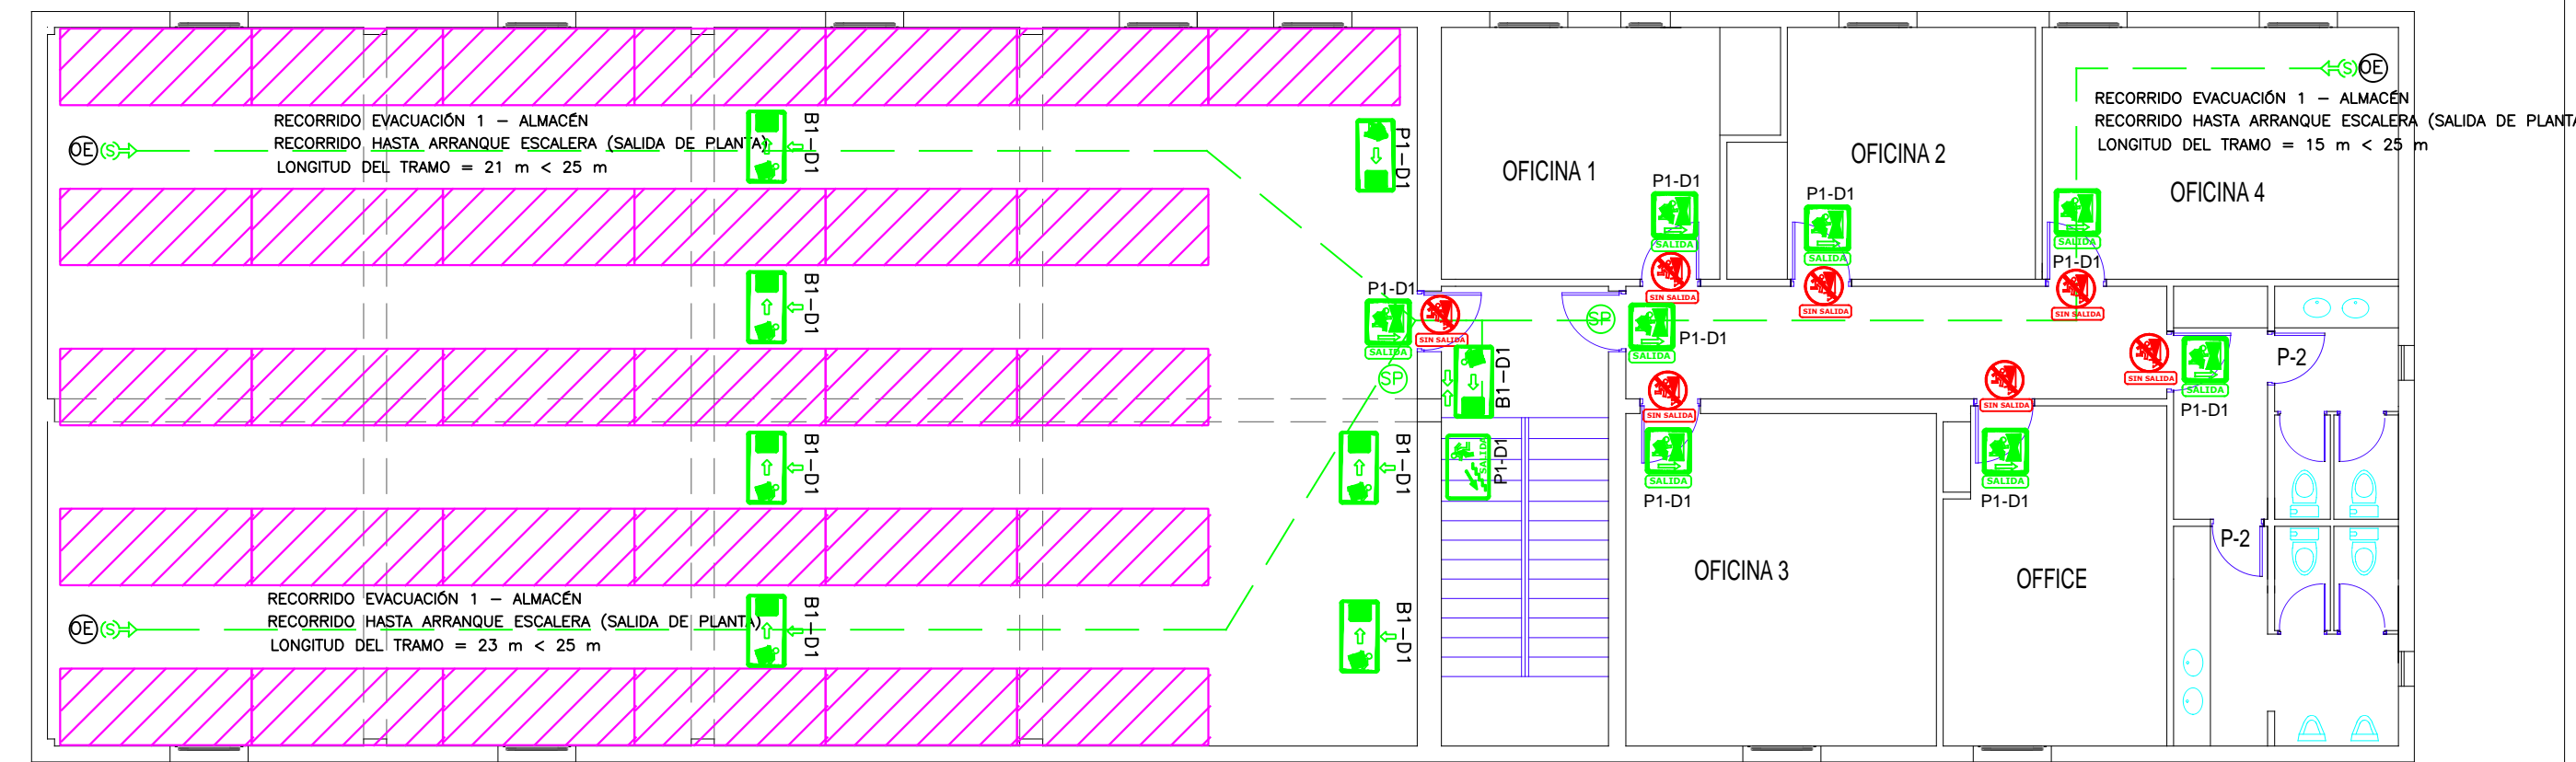 RECORRIDO EVACUACIÓN 1 – ALMACÉN
RECORRIDO HASTA ARRANQUE ESCALERA (SALIDA DE PLANTA)
LONGITUD DEL TRAMO = 21 m < 25 m
OE
S
B1-D1
P1-D1
OFICINA 1
OFICINA 2
OE
S
RECORRIDO EVACUACIÓN 1 – ALMACÉN
RECORRIDO HASTA ARRANQUE ESCALERA (SALIDA DE PLANTA
LONGITUD DEL TRAMO = 15 m < 25 m
OFICINA 4
P1-D1
SALIDA
SIN SALIDA
P1-D1
SALIDA
SIN SALIDA
SALIDA
P1-D1
SIN SALIDA
B1-D1
P1-D1
SALIDA
SIN SALIDA
SP
SP
P1-D1
SALIDA
B1-D1
SIN SALIDA
SIN SALIDA
SIN SALIDA
SALIDA
P1-D1
P-2
B1-D1
B1-D1
SALIDA
P1-D1
SALIDA
P1-D1
SALIDA
P1-D1
P-2
OFICINA 3
OFFICE
RECORRIDO EVACUACIÓN 1 – ALMACÉN
RECORRIDO HASTA ARRANQUE ESCALERA (SALIDA DE PLANTA)
LONGITUD DEL TRAMO = 23 m < 25 m
OE
S
B1-D1
B1-D1